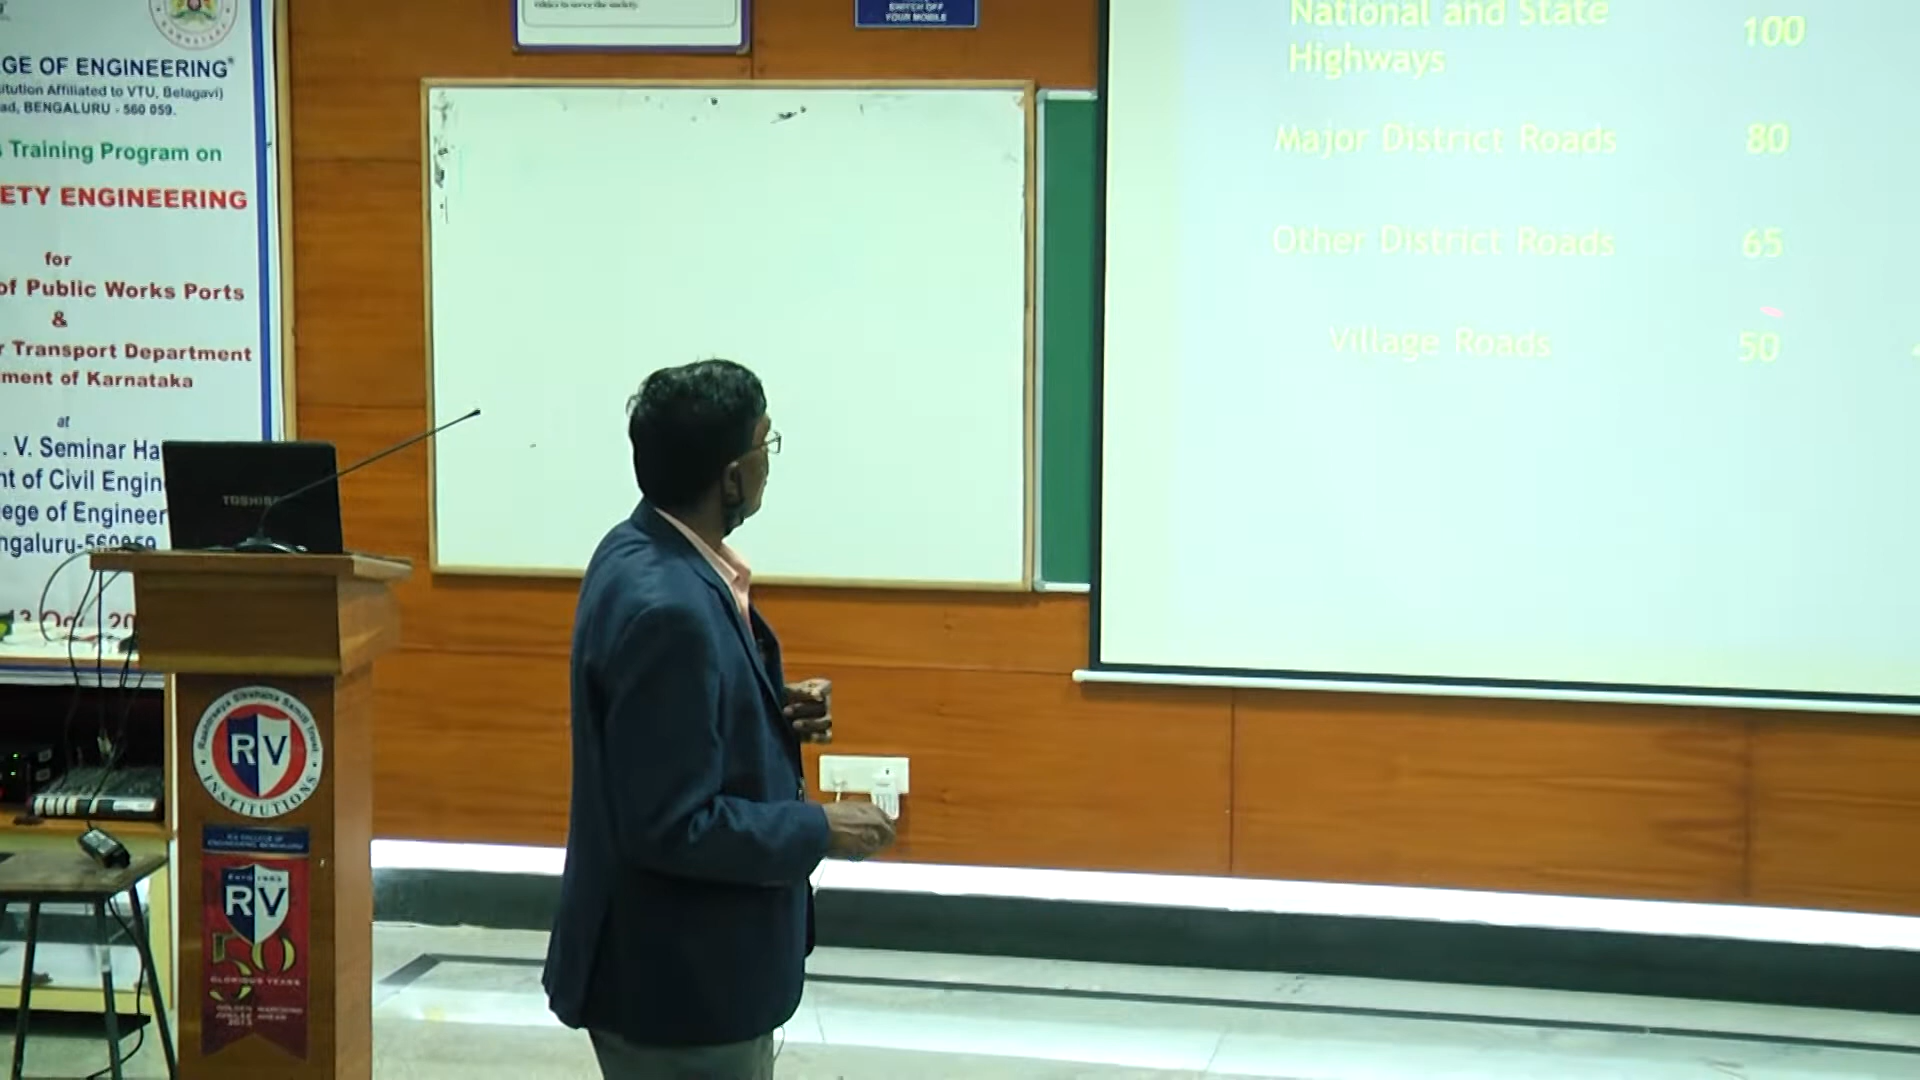 GE OF ENGINEERING
itution Affiliated to VTU, Belagavi)
ad, BENGALURU - 560 059.
Training Program on
ETY ENGINEERING
for
of Public Works Ports
&
r Transport Department
ment of Karnataka
at
. V. Seminar Ha
nt of Civil Engin
ege of Engineer
ngaluru-560059
TOSHIBA
RV
INSTITUTIONS
RV
50
GLORIOUS YEARS
SWITCH OFF
YOUR MOBILE
National and State 100
Highways
Major District Roads 80
Other District Roads 65
Village Roads 50